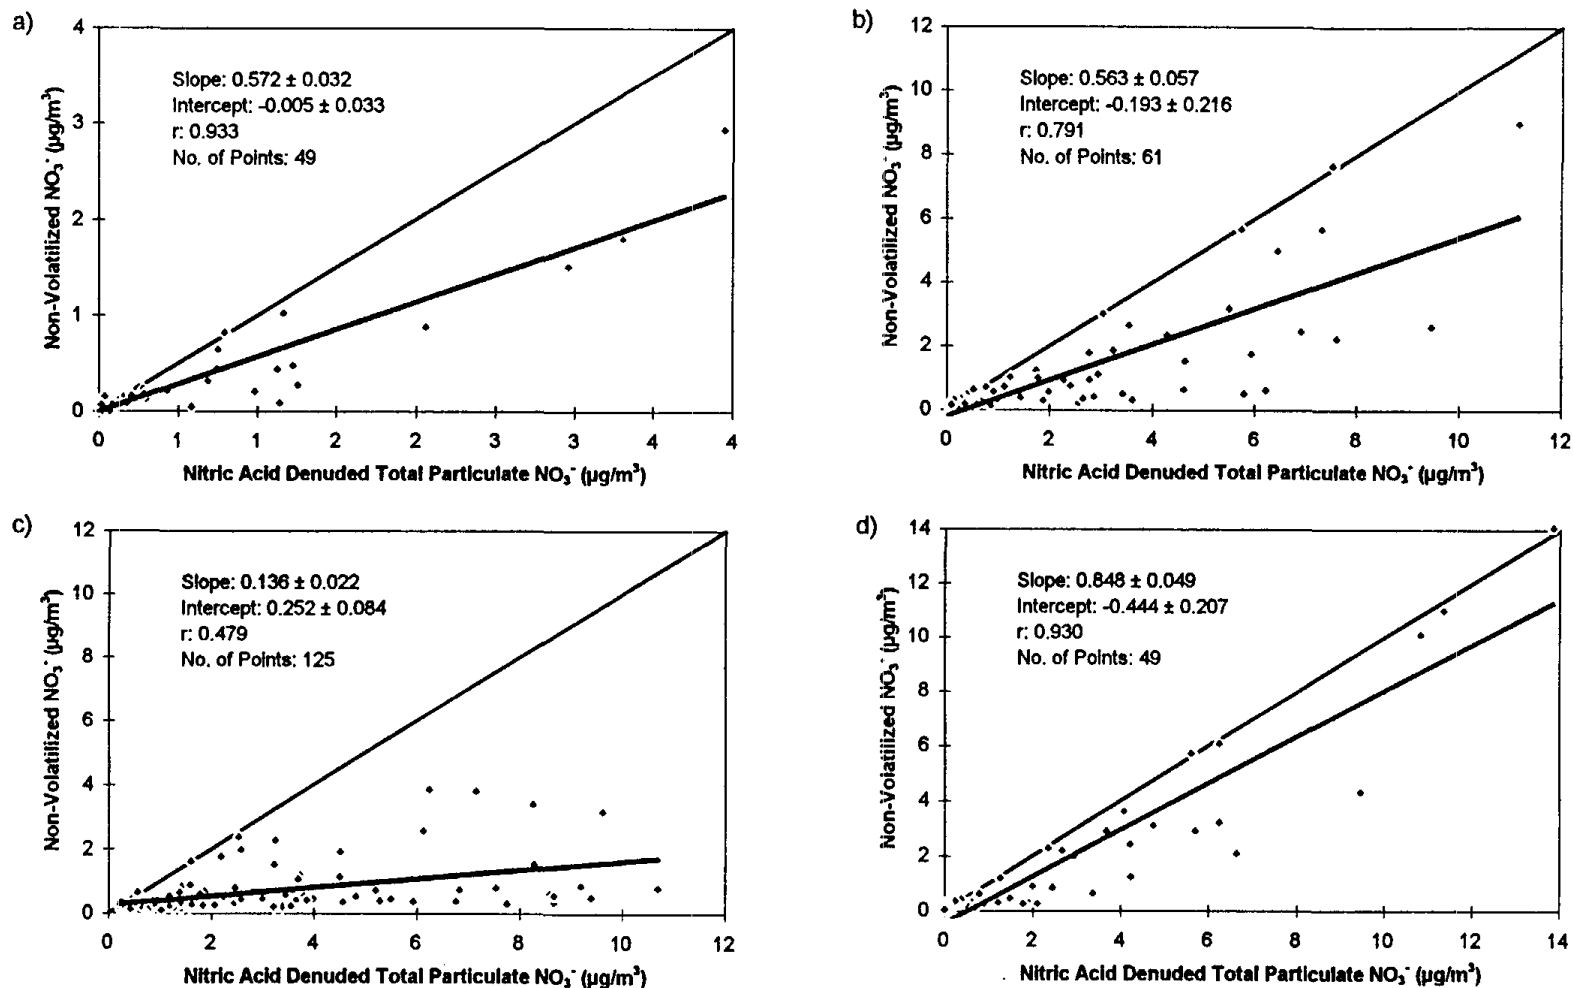 a)
4
3
2
1
0
Non-Volatilized NO₃⁻ (µg/m³)
Slope: 0.572 ± 0.032
Intercept: -0.005 ± 0.033
r: 0.933
No. of Points: 49
0 1 1 2 2 3 3 4 4
Nitric Acid Denuded Total Particulate NO₃⁻ (µg/m³)
b)
12
10
8
6
4
2
0
Non-Volatilized NO₃⁻ (µg/m³)
Slope: 0.563 ± 0.057
Intercept: -0.193 ± 0.216
r: 0.791
No. of Points: 61
0 2 4 6 8 10 12
Nitric Acid Denuded Total Particulate NO₃⁻ (µg/m³)
c)
12
10
8
6
4
2
0
Non-Volatilized NO₃⁻ (µg/m³)
Slope: 0.136 ± 0.022
Intercept: 0.252 ± 0.084
r: 0.479
No. of Points: 125
0 2 4 6 8 10 12
Nitric Acid Denuded Total Particulate NO₃⁻ (µg/m³)
d)
14
12
10
8
6
4
2
0
Non-Volatilized NO₃⁻ (µg/m³)
Slope: 0.848 ± 0.049
Intercept: -0.444 ± 0.207
r: 0.930
No. of Points: 49
0 2 4 6 8 10 12 14
Nitric Acid Denuded Total Particulate NO₃⁻ (µg/m³)